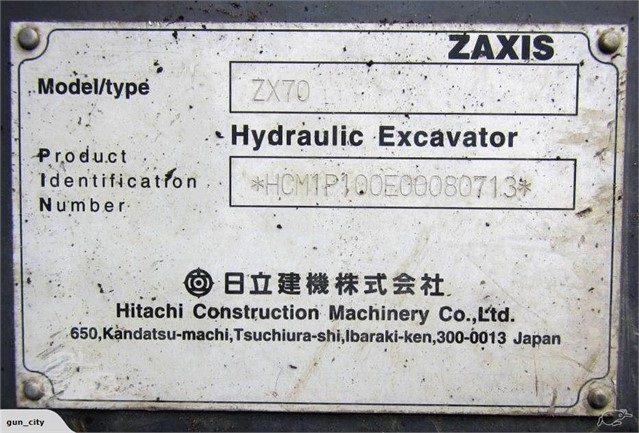 ZAXIS
Model/type ZX70
Hydraulic Excavator
Product
Identification *HCM1P100E00080713*
Number
日立建機株式会社
Hitachi Construction Machinery Co.,Ltd.
650,Kandatsu-machi,Tsuchiura-shi,Ibaraki-ken,300-0013 Japan
gun_city